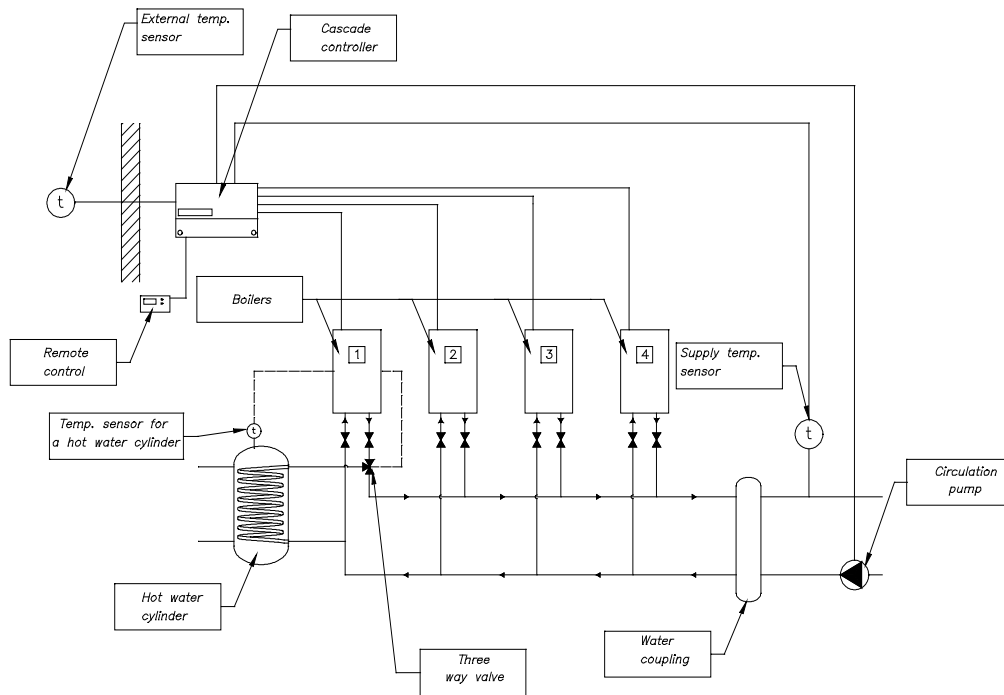 External temp.
sensor
Cascade
controller
t
Boilers
Remote
control
1
2
3
4
Supply temp.
sensor
Temp. sensor for
a hot water cylinder
t
t
Circulation
pump
Hot water
cylinder
Water
coupling
Three
way valve